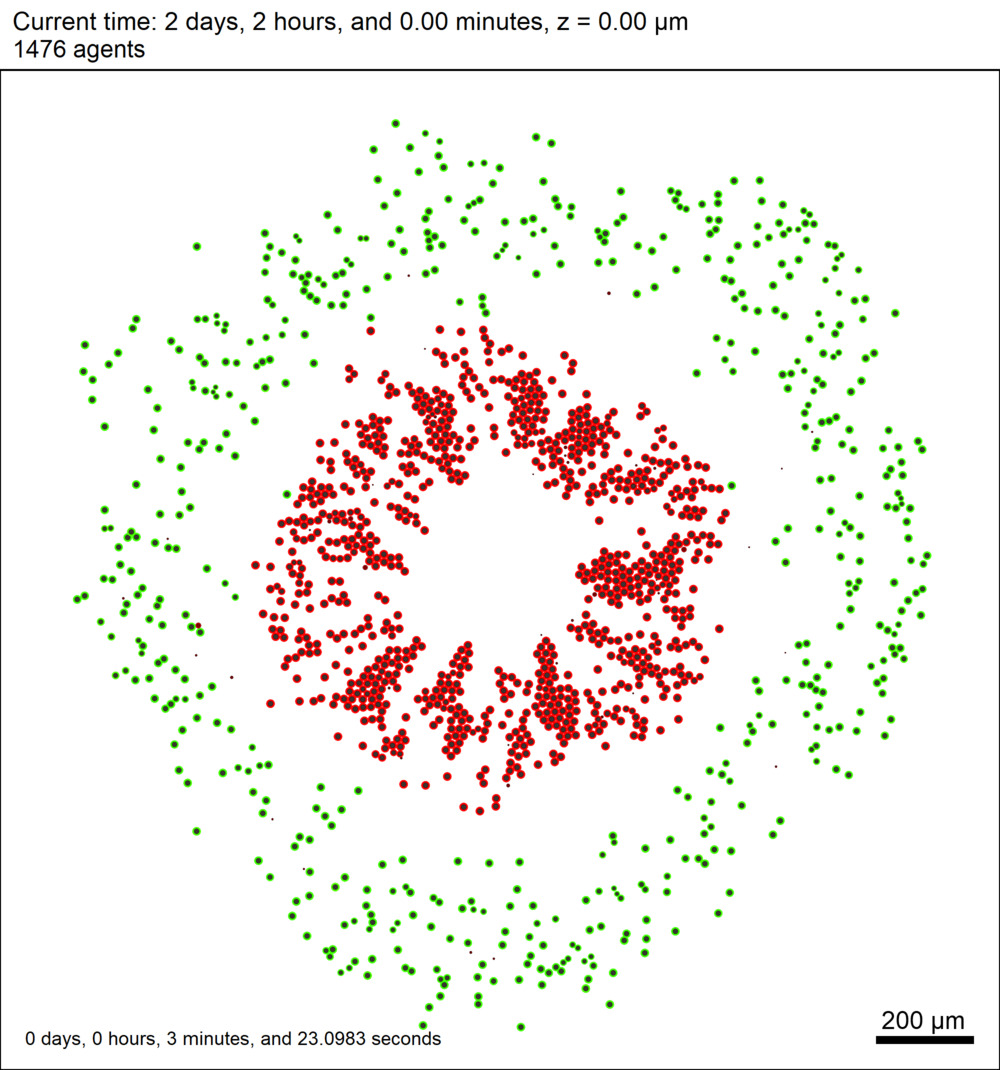 Current time: 2 days, 2 hours, and 0.00 minutes, z = 0.00 μm
1476 agents
200 μm
0 days, 0 hours, 3 minutes, and 23.0983 seconds